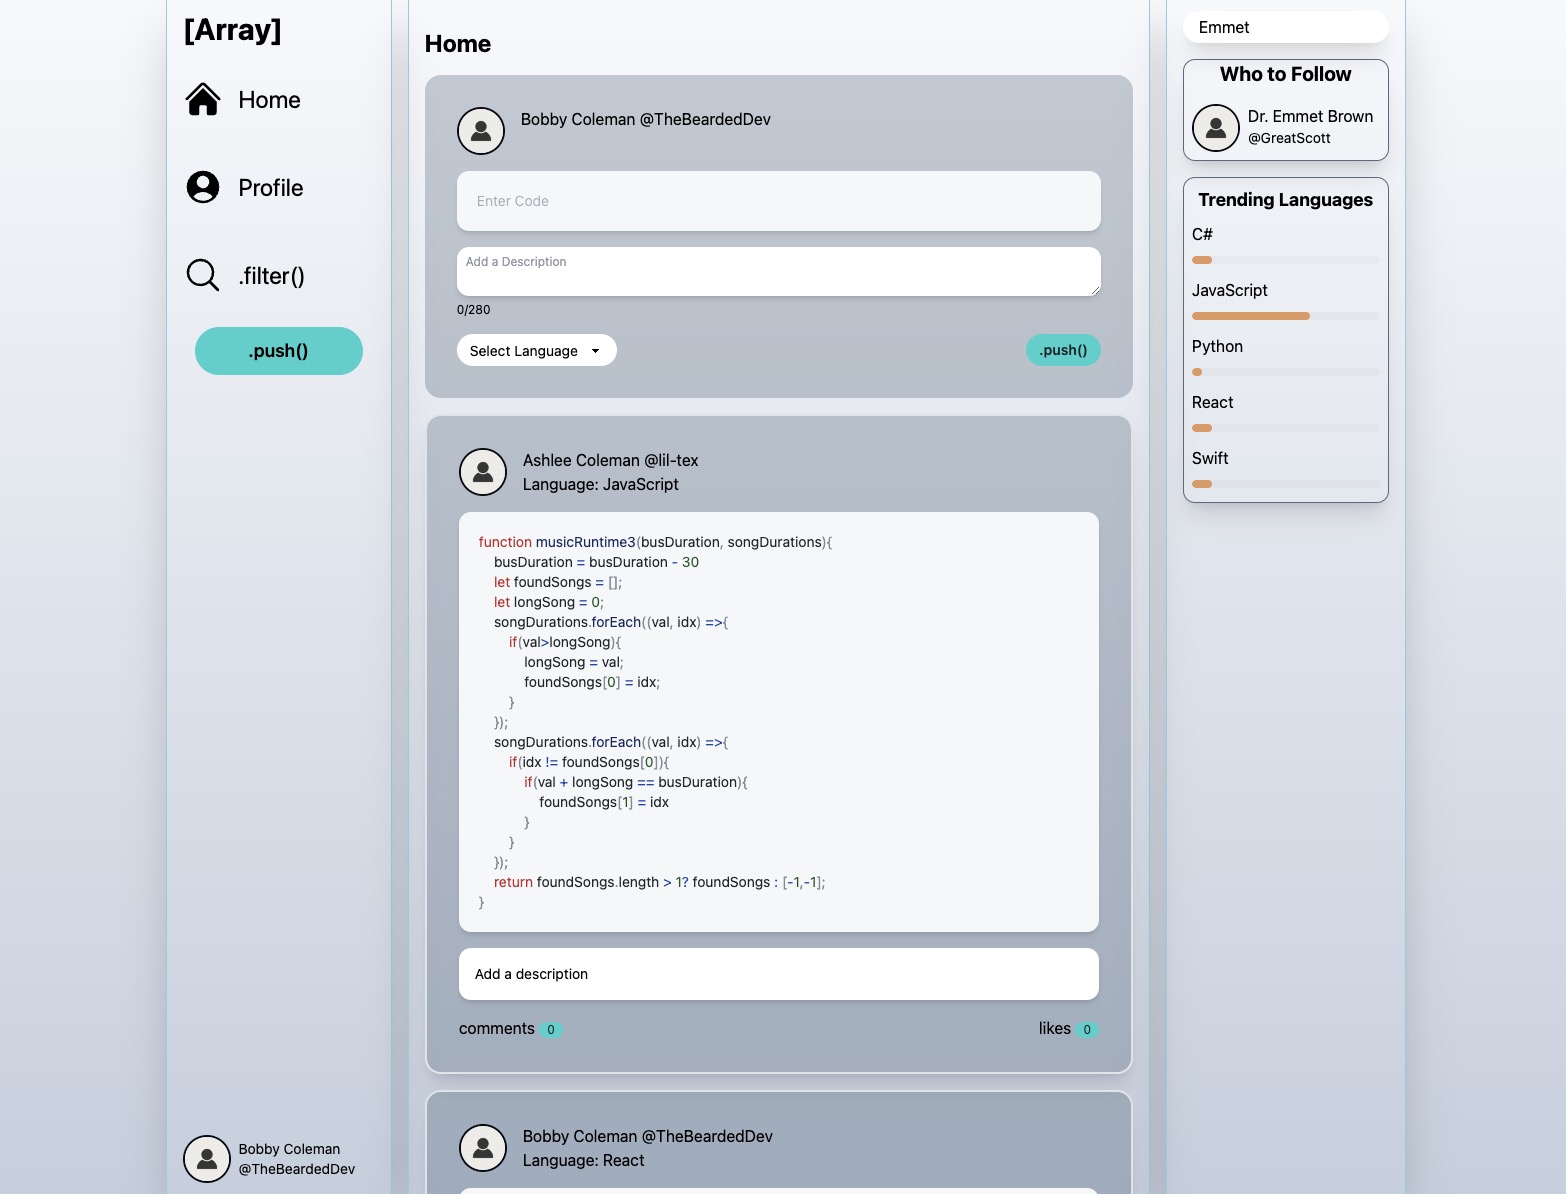 [Array]
Home
Profile
.filter()
.push()
Bobby Coleman
@TheBeardedDev
Home
Bobby Coleman @TheBeardedDev
Enter Code
Add a Description
0/280
Select Language
.push()
Ashlee Coleman @lil-tex
Language: JavaScript
function musicRuntime3(busDuration, songDurations){
    busDuration = busDuration - 30
    let foundSongs = [];
    let longSong = 0;
    songDurations.forEach((val, idx) =>{
        if(val>longSong){
            longSong = val;
            foundSongs[0] = idx;
        }
    });
    songDurations.forEach((val, idx) =>{
        if(idx != foundSongs[0]){
            if(val + longSong == busDuration){
                foundSongs[1] = idx
            }
        }
    });
    return foundSongs.length > 1? foundSongs : [-1,-1];
}
Add a description
comments 0
likes 0
Bobby Coleman @TheBeardedDev
Language: React
Emmet
Who to Follow
Dr. Emmet Brown
@GreatScott
Trending Languages
C#
JavaScript
Python
React
Swift